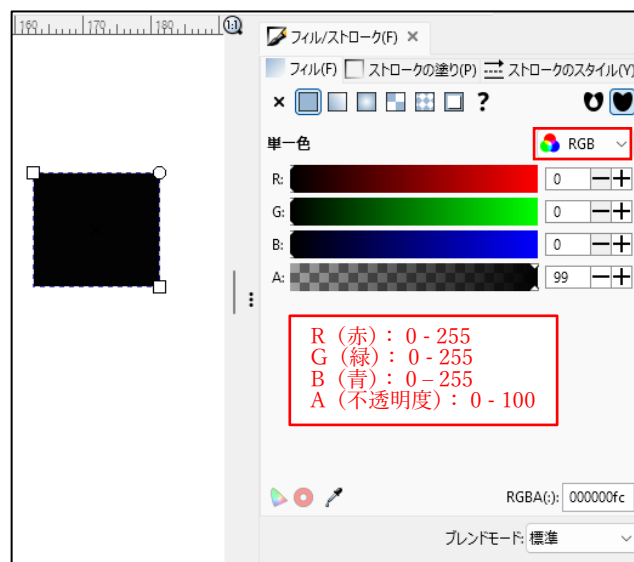 160 170 180 1:1
フィル/ストローク(F) ×
フィル(F) ストロークの塗り(P) ストロークのスタイル(Y)
× ?
単一色 RGB
R: 0
G: 0
B: 0
A: 99
R（赤）：0 - 255
G（緑）：0 - 255
B（青）：0 – 255
A（不透明度）：0 - 100
RGBA(:): 000000fc
ブレンドモード: 標準